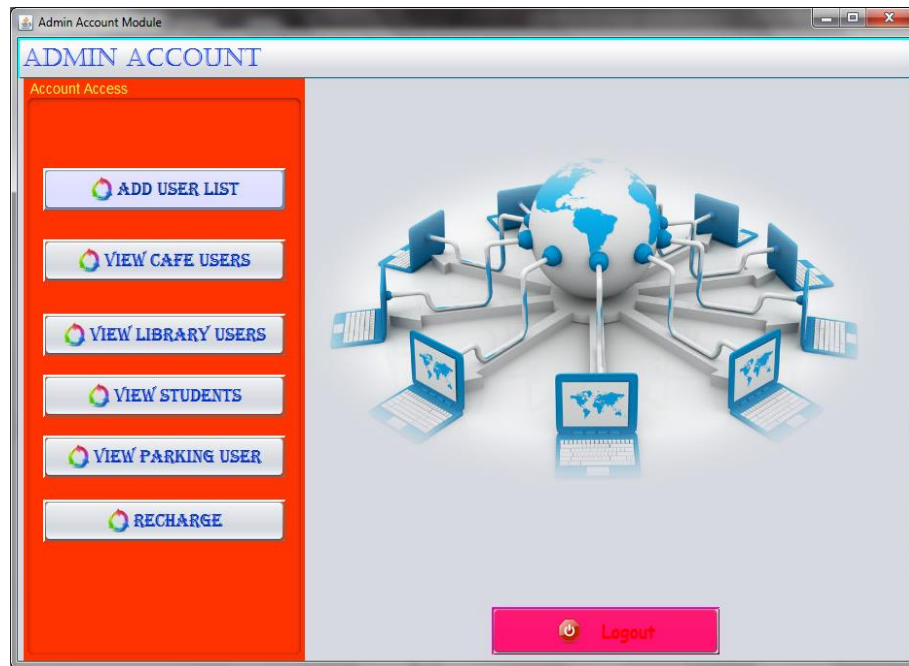 Admin Account Module
ADMIN ACCOUNT
Account Access
ADD USER LIST
VIEW CAFE USERS
VIEW LIBRARY USERS
VIEW STUDENTS
VIEW PARKING USER
RECHARGE
Logout